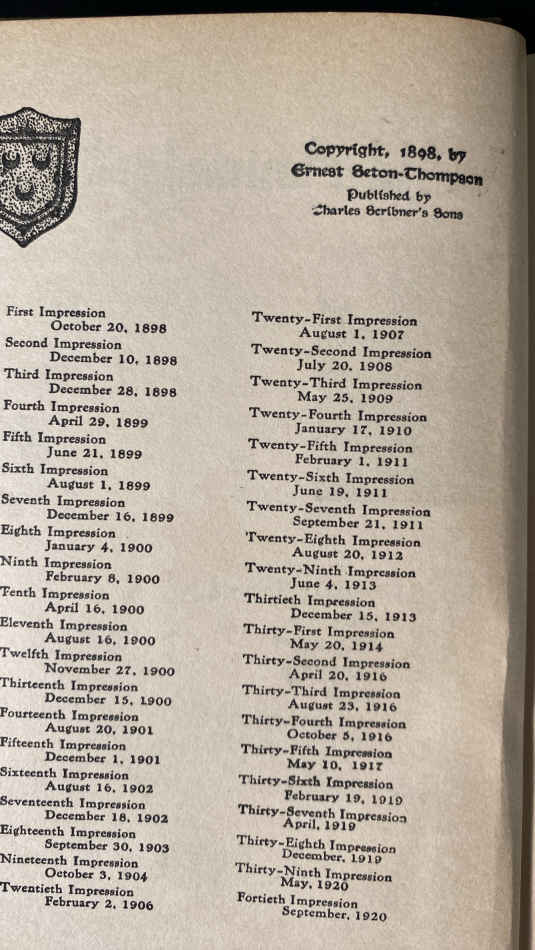 Copyright, 1898, by
Ernest Seton-Thompson
Published by
Charles Scribner's Sons
First Impression
October 20, 1898
Second Impression
December 10, 1898
Third Impression
December 28, 1898
Fourth Impression
April 29, 1899
Fifth Impression
June 21, 1899
Sixth Impression
August 1, 1899
Seventh Impression
December 16, 1899
Eighth Impression
January 4, 1900
Ninth Impression
February 8, 1900
Tenth Impression
April 16, 1900
Eleventh Impression
August 16, 1900
Twelfth Impression
November 27, 1900
Thirteenth Impression
December 15, 1900
Fourteenth Impression
August 20, 1901
Fifteenth Impression
December 1, 1901
Sixteenth Impression
August 16, 1902
Seventeenth Impression
December 18, 1902
Eighteenth Impression
September 30, 1903
Nineteenth Impression
October 3, 1904
Twentieth Impression
February 2, 1906
Twenty-First Impression
August 1, 1907
Twenty-Second Impression
July 20, 1908
Twenty-Third Impression
May 25, 1909
Twenty-Fourth Impression
January 17, 1910
Twenty-Fifth Impression
February 1, 1911
Twenty-Sixth Impression
June 19, 1911
Twenty-Seventh Impression
September 21, 1911
Twenty-Eighth Impression
August 20, 1912
Twenty-Ninth Impression
June 4, 1913
Thirtieth Impression
December 15, 1913
Thirty-First Impression
May 20, 1914
Thirty-Second Impression
April 20, 1916
Thirty-Third Impression
August 23, 1916
Thirty-Fourth Impression
October 5, 1916
Thirty-Fifth Impression
May 10, 1917
Thirty-Sixth Impression
February 19, 1919
Thirty-Seventh Impression
April, 1919
Thirty-Eighth Impression
December, 1919
Thirty-Ninth Impression
May, 1920
Fortieth Impression
September, 1920